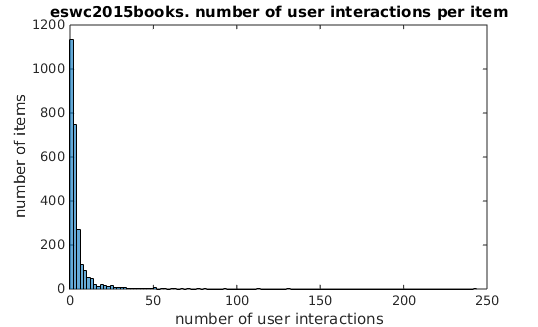 eswc2015books. number of user interactions per item
1200
1000
800
600
400
200
0
number of items
0 50 100 150 200 250
number of user interactions